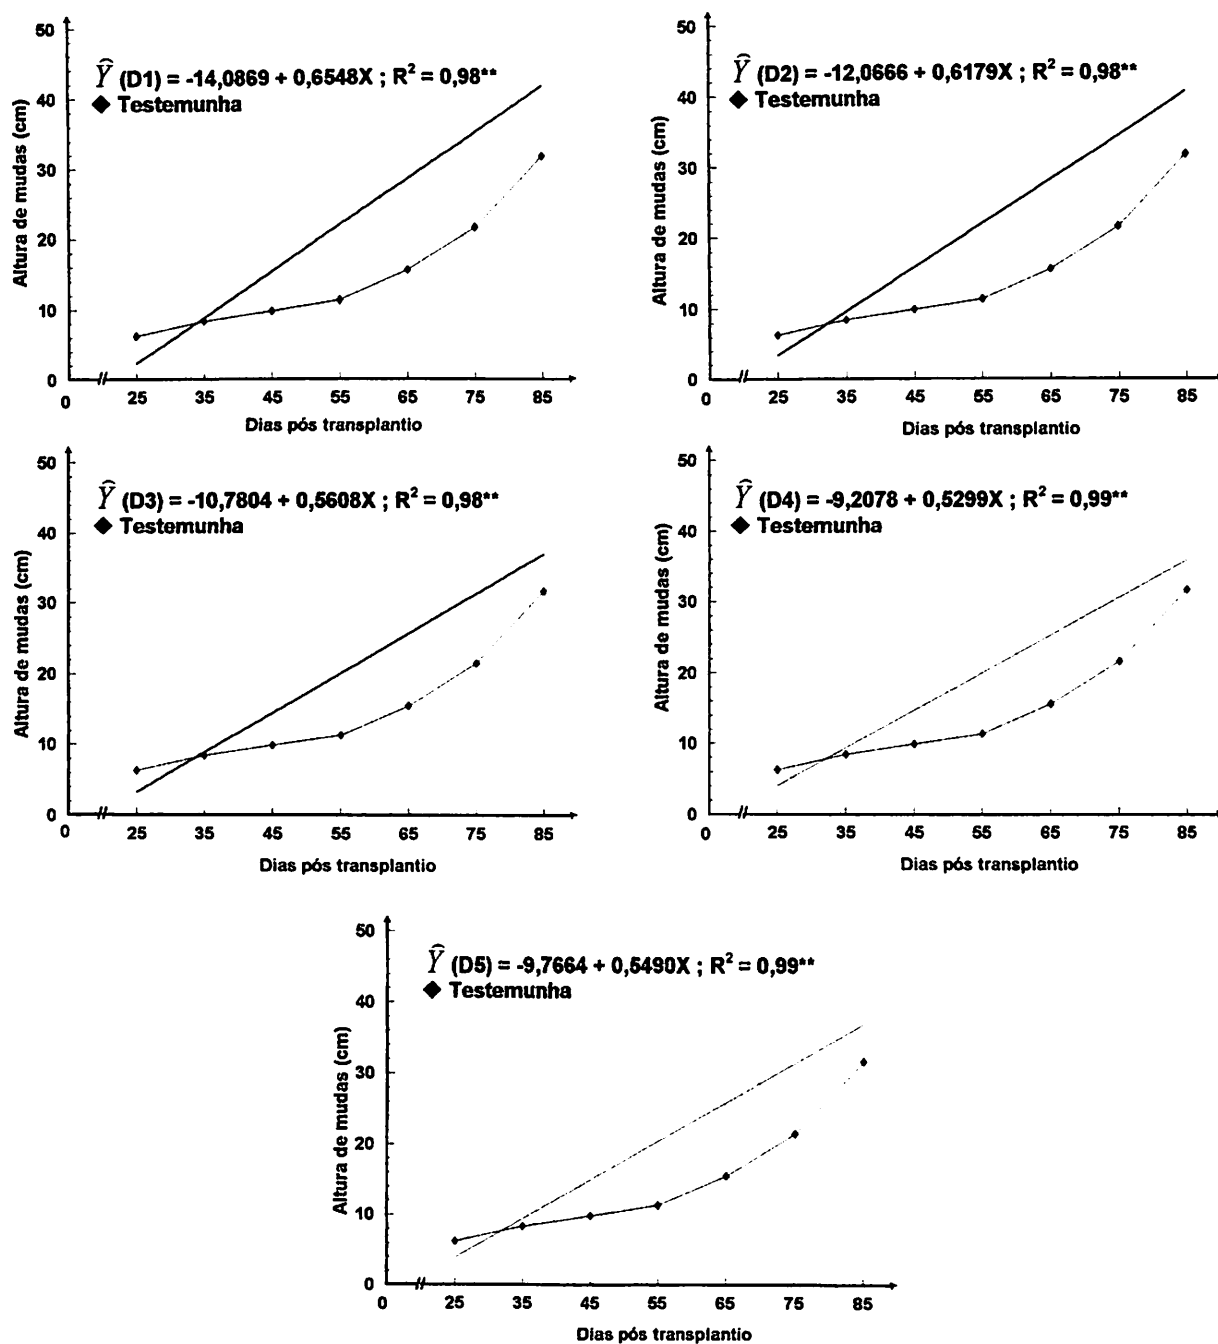 50
Ŷ (D1) = -14,0869 + 0,6548X ; R² = 0,98**
◆ Testemunha
40
30
20
10
0
Altura de mudas (cm)
0 25 35 45 55 65 75 85
Dias pós transplantio
50
Ŷ (D2) = -12,0666 + 0,6179X ; R² = 0,98**
◆ Testemunha
40
30
20
10
0
Altura de mudas (cm)
0 25 35 45 55 65 75 85
Dias pós transplantio
50
Ŷ (D3) = -10,7804 + 0,5608X ; R² = 0,98**
◆ Testemunha
40
30
20
10
0
Altura de mudas (cm)
0 25 35 45 55 65 75 85
Dias pós transplantio
50
Ŷ (D4) = -9,2078 + 0,5299X ; R² = 0,99**
◆ Testemunha
40
30
20
10
0
Altura de mudas (cm)
0 25 35 45 55 65 75 85
Dias pós transplantio
50
Ŷ (D5) = -9,7664 + 0,5490X ; R² = 0,99**
◆ Testemunha
40
30
20
10
0
Altura de mudas (cm)
0 25 35 45 55 65 75 85
Dias pós transplantio